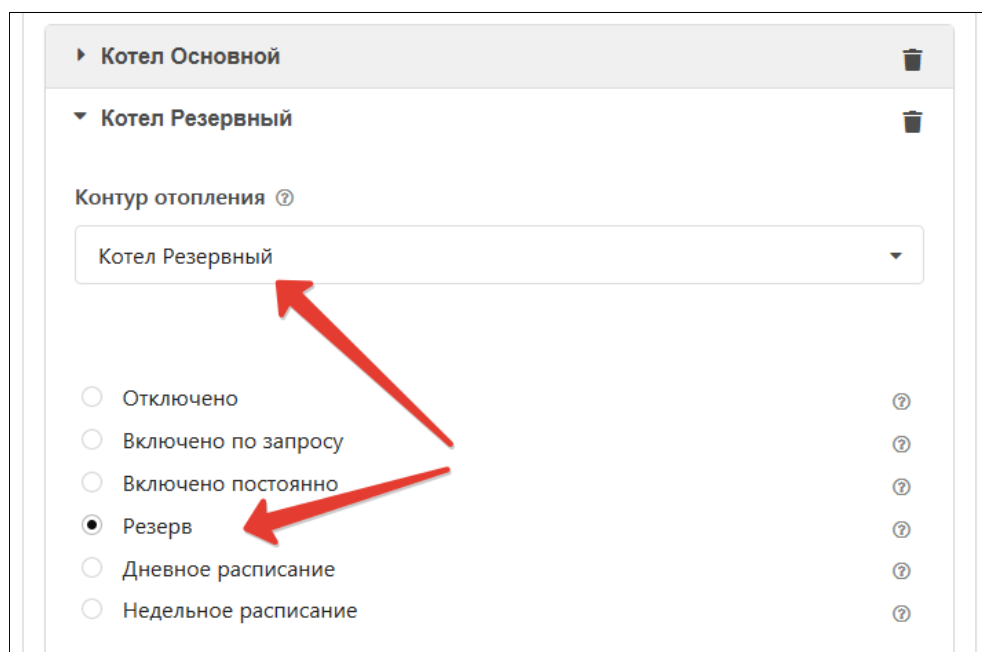 Котел Основной
Котел Резервный
Контур отопления
Котел Резервный
Отключено
Включено по запросу
Включено постоянно
Резерв
Дневное расписание
Недельное расписание